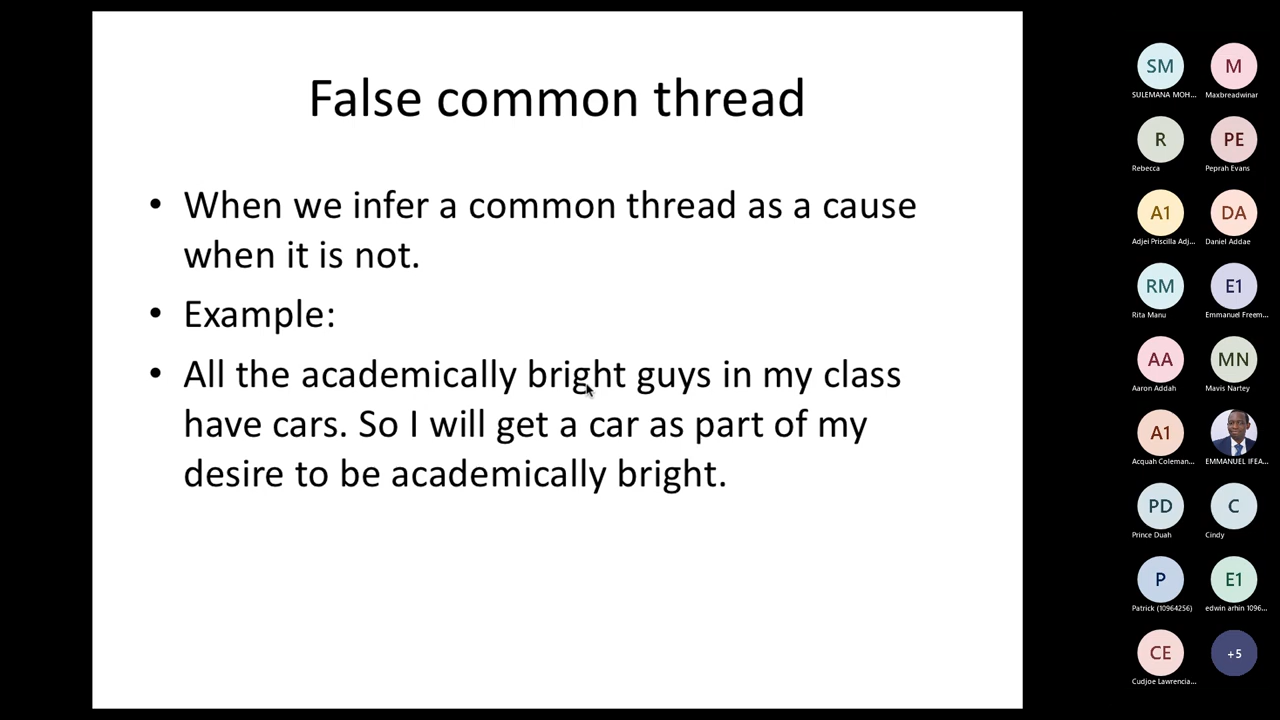 False common thread
• When we infer a common thread as a cause
when it is not.
• Example:
• All the academically bright guys in my class
have cars. So I will get a car as part of my
desire to be academically bright.
SM
SULEMANA MOH...
M
Maxbreadwinar
R
Rebecca
PE
Peprah Evans
A1
Adjei Priscilla Adj...
DA
Daniel Addae
RM
Rita Manu
E1
Emmanuel Freem...
AA
Aaron Addah
MN
Mavis Nartey
A1
Acquah Coleman...
EMMANUEL IFEA...
PD
Prince Duah
C
Cindy
P
Patrick (10964256)
E1
edwin arhin 1096...
CE
Cudjoe Lawrencia...
+5